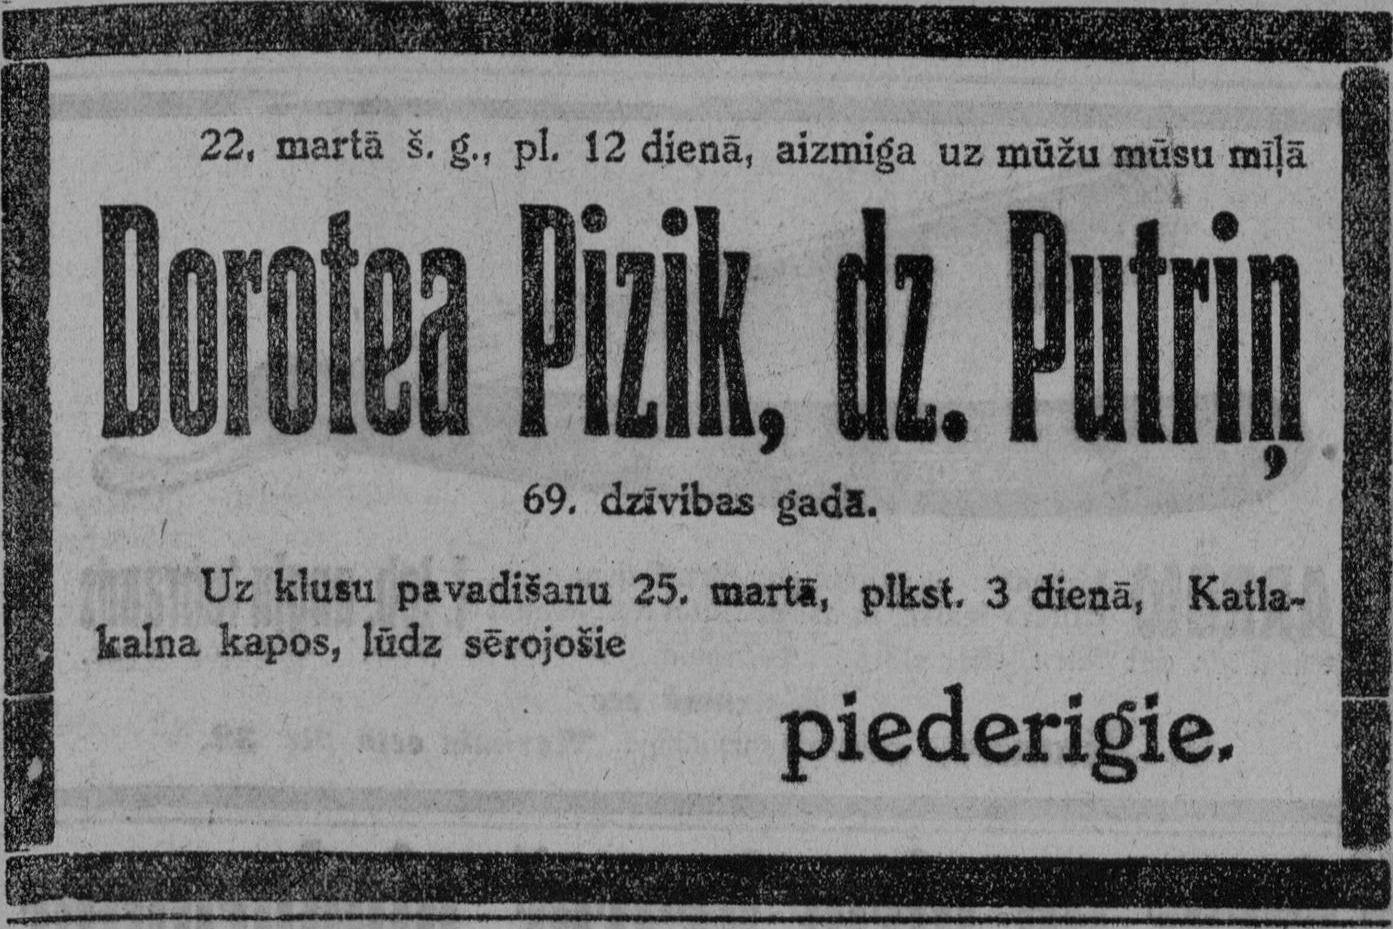 22. martā š. g., pl. 12 dienā, aizmiga uz mūžu mūsu mīļā
Dorotea Pizik, dz. Putriņ
69. dzīvības gadā.
Uz klusu pavadišanu 25. martā, plkst. 3 dienā, Katla-
kalna kapos, lūdz sērojošie
piederigie.